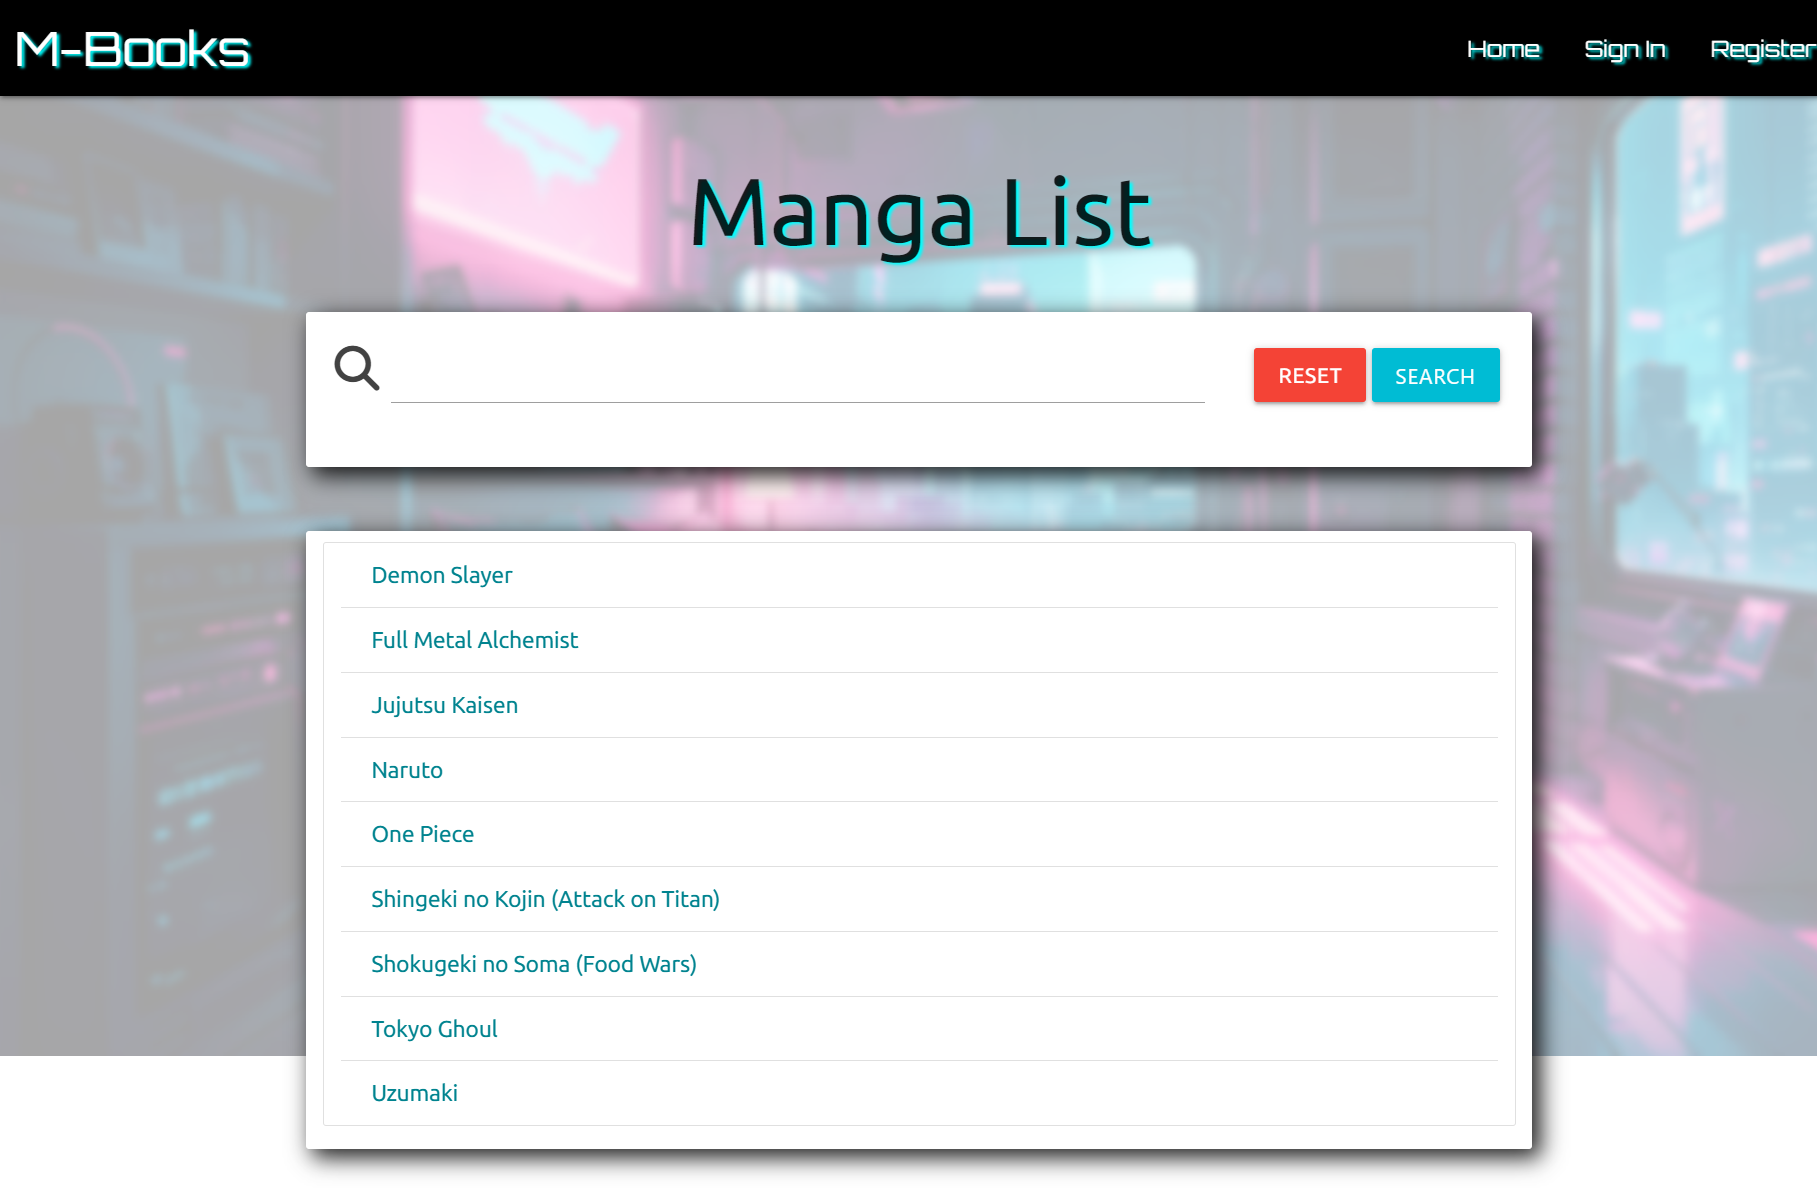 M-Books
Home Sign In Register
Manga List
RESET SEARCH
Demon Slayer
Full Metal Alchemist
Jujutsu Kaisen
Naruto
One Piece
Shingeki no Kojin (Attack on Titan)
Shokugeki no Soma (Food Wars)
Tokyo Ghoul
Uzumaki